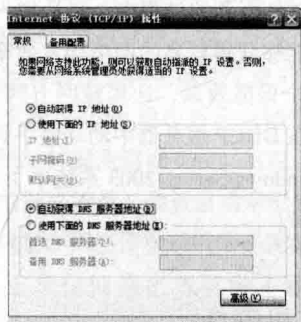 Internet 协议 (TCP/IP) 属性
常规 备用配置
如果网络支持此功能，则可以获取自动指派的 IP 设置。否则，
您需要从网络系统管理员处获得适当的 IP 设置。
自动获得 IP 地址(O)
使用下面的 IP 地址(S):
IP 地址(I):
子网掩码(U):
默认网关(D):
自动获得 DNS 服务器地址(B)
使用下面的 DNS 服务器地址(E):
首选 DNS 服务器(P):
备用 DNS 服务器(A):
高级(V)...